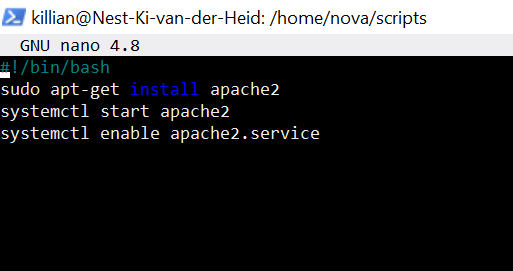 killian@Nest-Ki-van-der-Heid: /home/nova/scripts
GNU nano 4.8
#!/bin/bash
sudo apt-get install apache2
systemctl start apache2
systemctl enable apache2.service